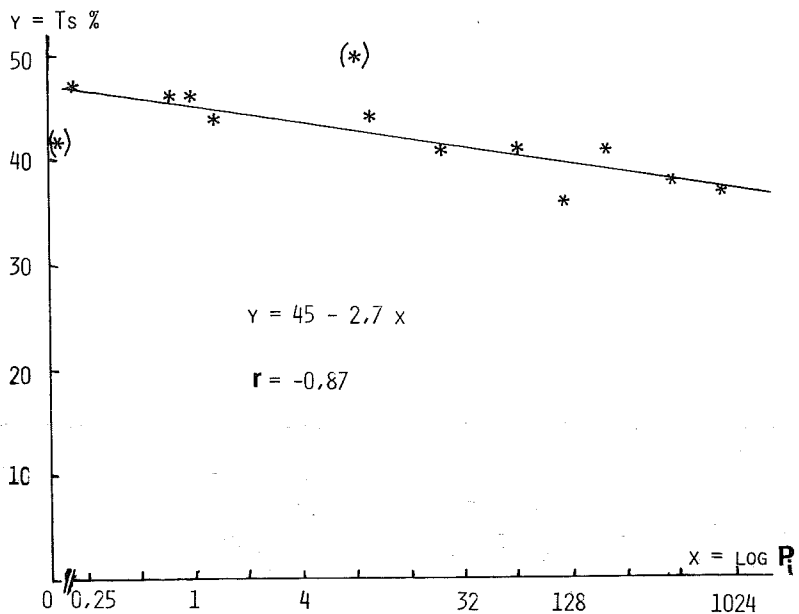 Y = Ts %
50
40
30
20
10
Y = 45 - 2,7 X
r = -0,87
X = LOG Pi
0 0,25 1 4 32 128 1024